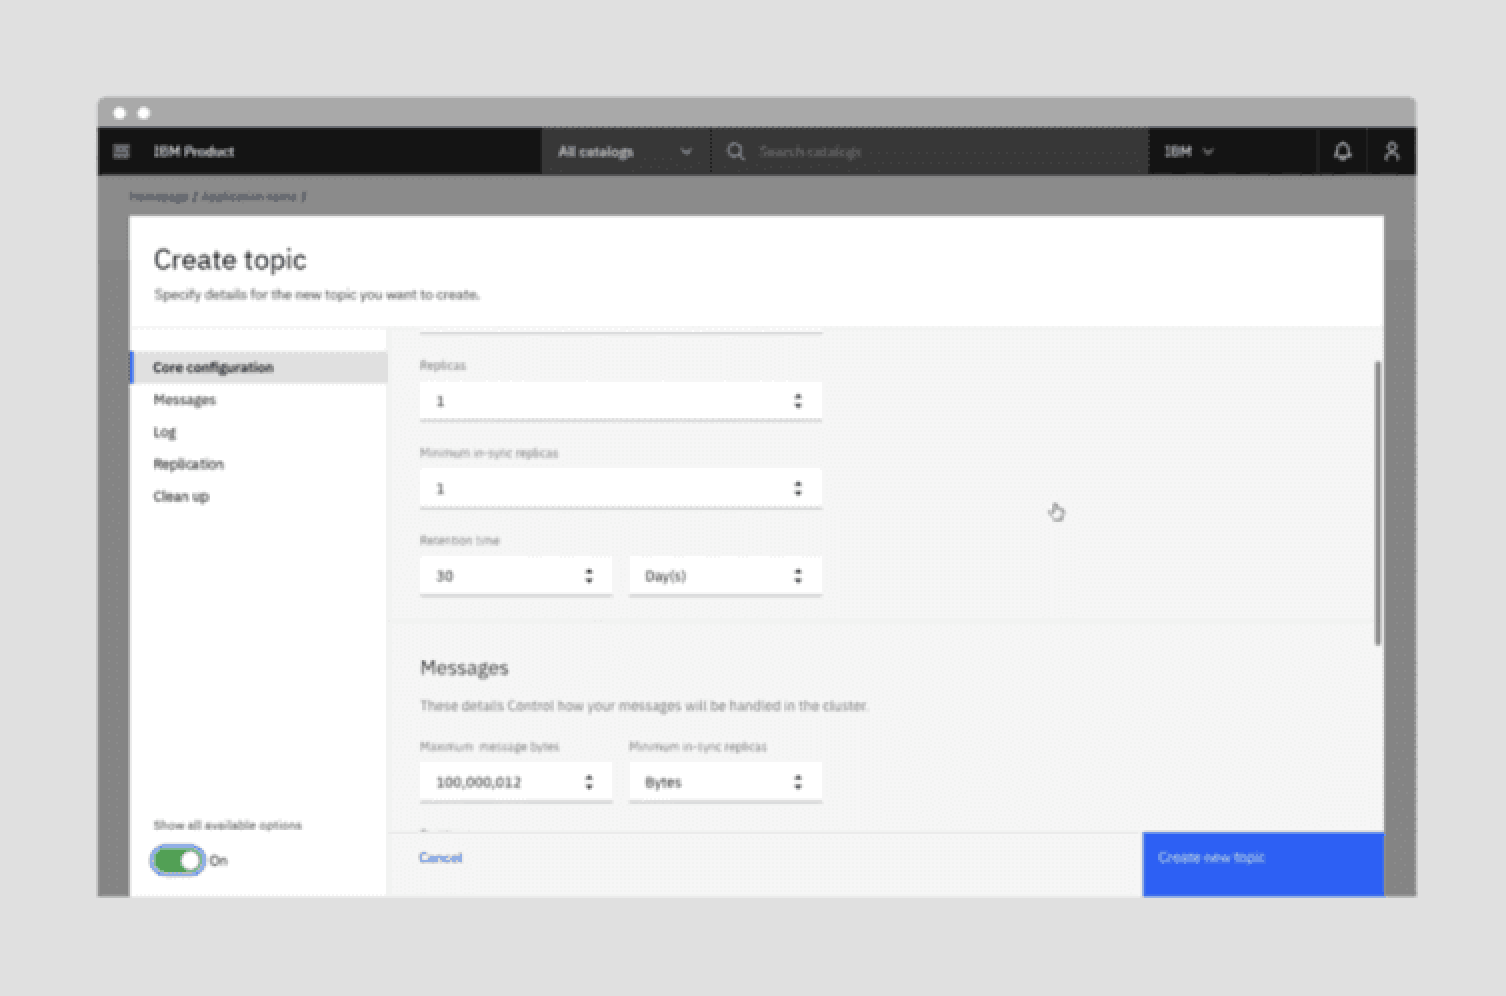 IBM Product
All catalogs
Search catalogs
IBM
Homepage / Application name /
Create topic
Specify details for the new topic you want to create.
Core configuration
Messages
Log
Replication
Clean up
Show all available options
On
Replicas
1
Minimum in-sync replicas
1
Retention time
30
Day(s)
Messages
These details Control how your messages will be handled in the cluster.
Maximum message bytes
Minimum in-sync replicas
100,000,012
Bytes
Cancel
Create new topic